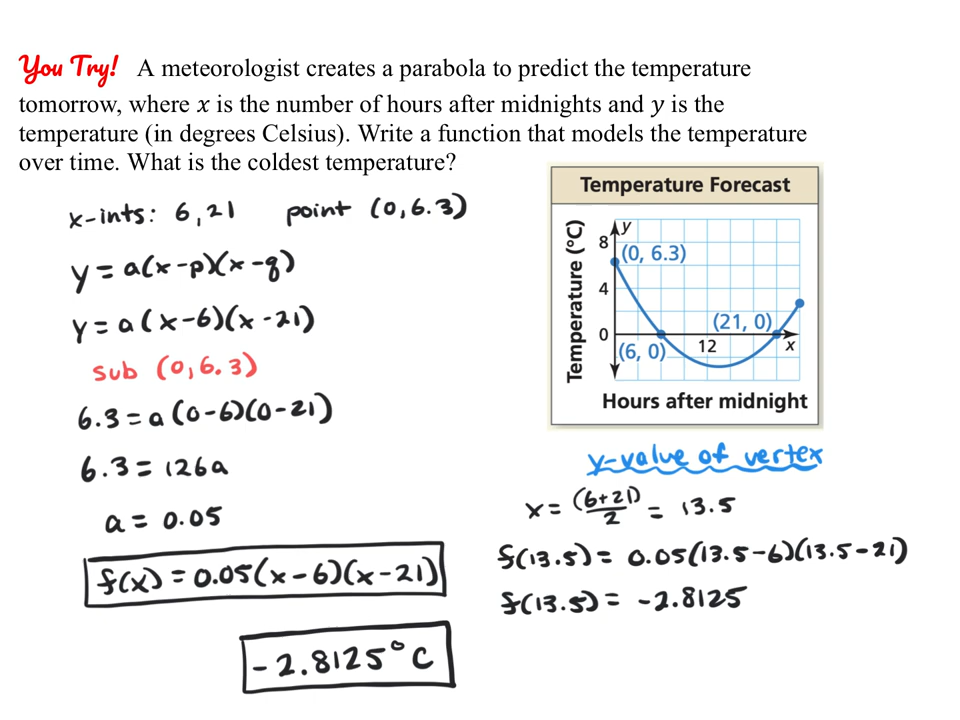 You Try! A meteorologist creates a parabola to predict the temperature
tomorrow, where x is the number of hours after midnights and y is the
temperature (in degrees Celsius). Write a function that models the temperature
over time. What is the coldest temperature?
x-ints: 6,21 point (0,6.3)
y = a(x-p)(x-q)
y = a(x-6)(x-21)
sub (0,6.3)
6.3 = a(0-6)(0-21)
6.3 = 126a
a = 0.05
f(x) = 0.05(x-6)(x-21)
-2.8125°C
Temperature Forecast
Temperature (°C)
y
8
(0, 6.3)
4
(21, 0)
0
(6, 0)
12
x
Hours after midnight
y-value of vertex
x = (6+21)/2 = 13.5
f(13.5) = 0.05(13.5-6)(13.5-21)
f(13.5) = -2.8125